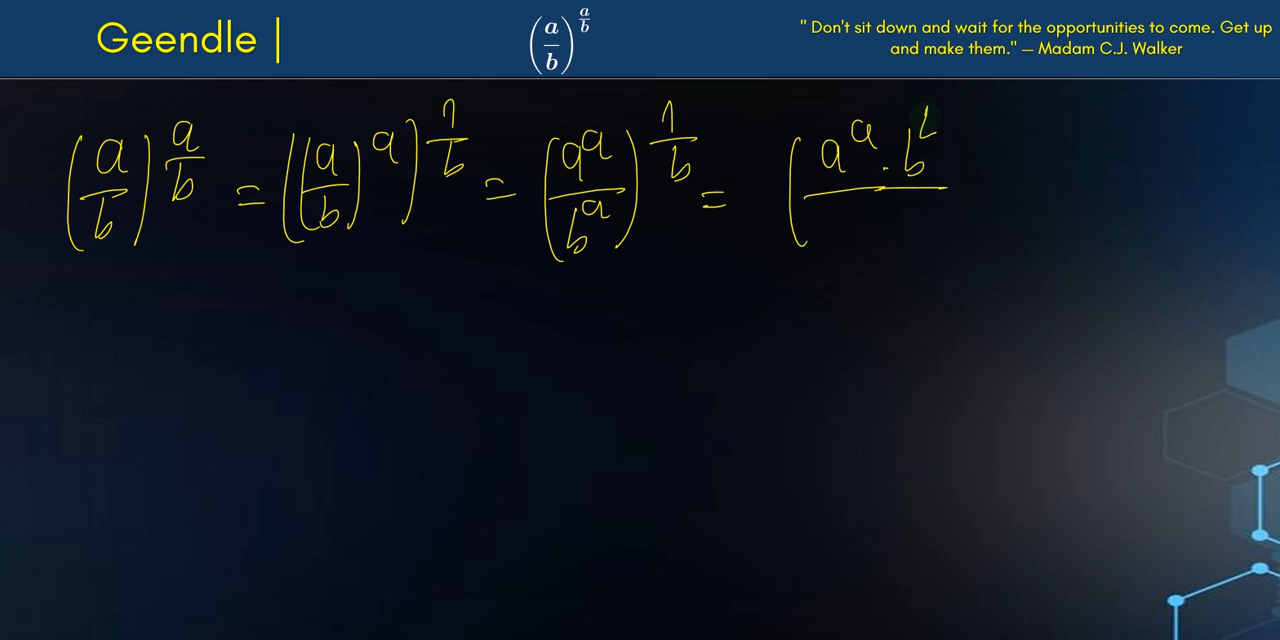 Geendle |
(a/b)^(a/b)
" Don't sit down and wait for the opportunities to come. Get up
and make them." — Madam C.J. Walker
(a/b)^(a/b) = ((a/b)^a)^(1/b) = (a^a/b^a)^(1/b) = (a^a · b